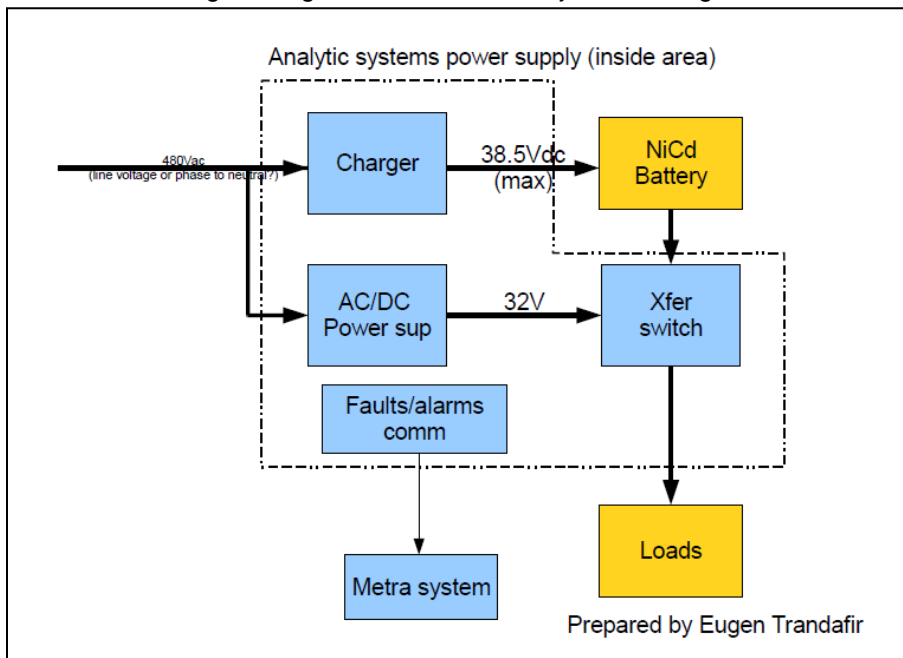 Analytic systems power supply (inside area)
480Vac
(line voltage or phase to neutral?)
Charger
38.5Vdc
(max)
NiCd
Battery
AC/DC
Power sup
32V
Xfer
switch
Faults/alarms
comm
Metra system
Loads
Prepared by Eugen Trandafir